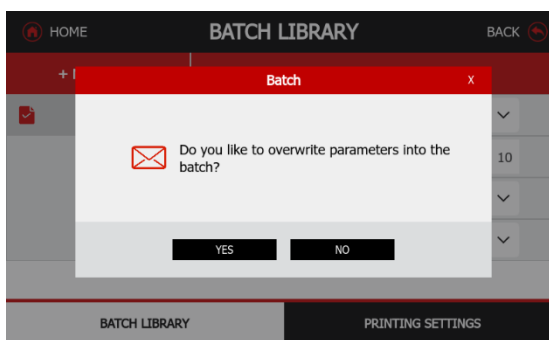 HOME
BATCH LIBRARY
BACK
+
Batch
X
Do you like to overwrite parameters into the
batch?
10
YES
NO
BATCH LIBRARY
PRINTING SETTINGS